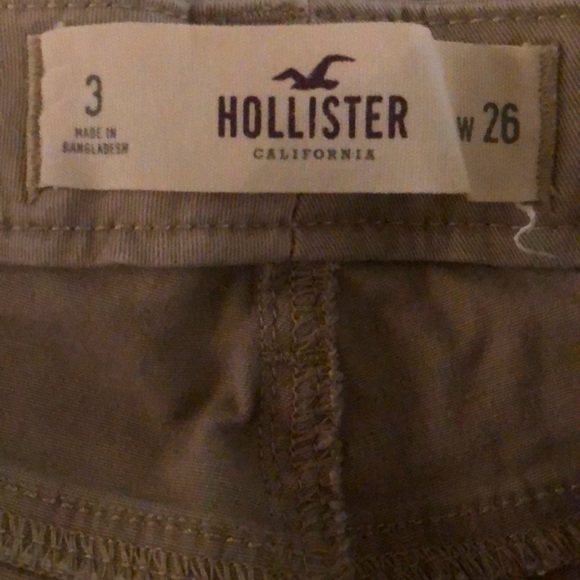 3
MADE IN
BANGLADESH
HOLLISTER
CALIFORNIA
W 26